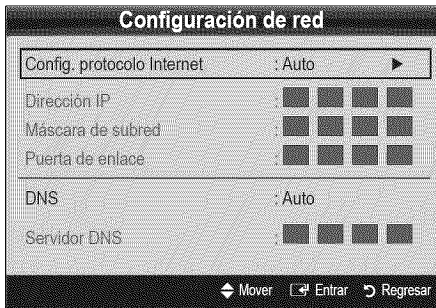 Configuración de red
Config. protocolo Internet : Auto
Dirección IP :
Máscara de subred :
Puerta de enlace :
DNS : Auto
Servidor DNS :
Mover Entrar Regresar